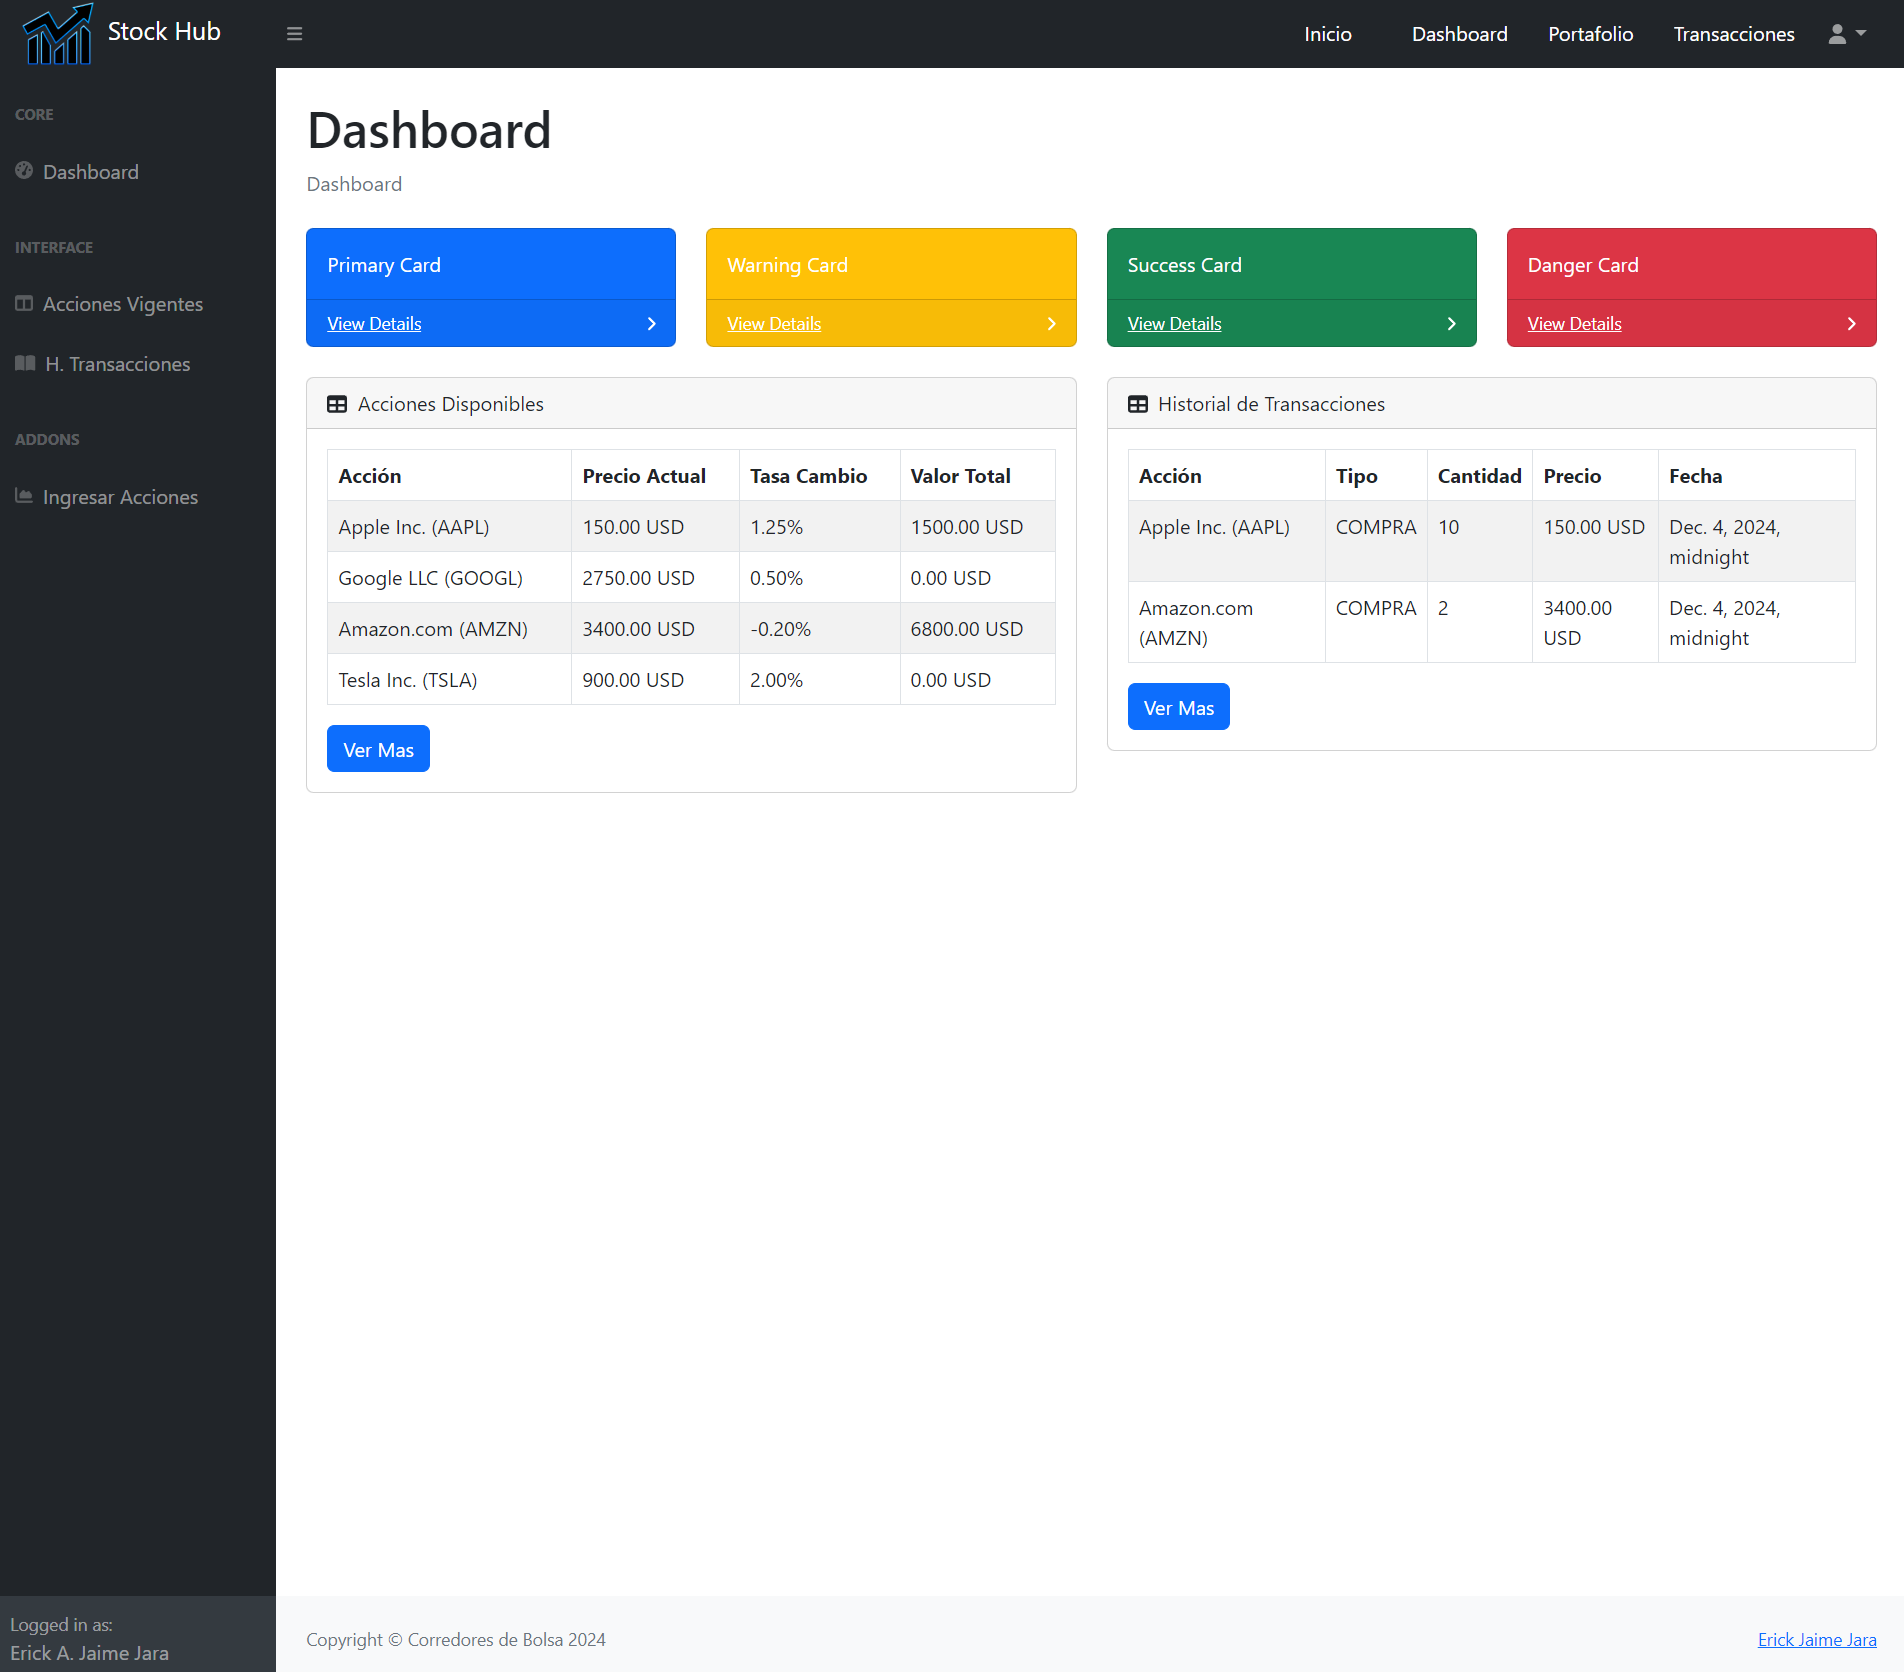 Stock Hub
Inicio Dashboard Portafolio Transacciones
CORE
Dashboard
INTERFACE
Acciones Vigentes
H. Transacciones
ADDONS
Ingresar Acciones
Logged in as:
Erick A. Jaime Jara
Dashboard
Dashboard
Primary Card
View Details
Warning Card
View Details
Success Card
View Details
Danger Card
View Details
Acciones Disponibles
Acción Precio Actual Tasa Cambio Valor Total
Apple Inc. (AAPL) 150.00 USD 1.25% 1500.00 USD
Google LLC (GOOGL) 2750.00 USD 0.50% 0.00 USD
Amazon.com (AMZN) 3400.00 USD -0.20% 6800.00 USD
Tesla Inc. (TSLA) 900.00 USD 2.00% 0.00 USD
Ver Mas
Historial de Transacciones
Acción Tipo Cantidad Precio Fecha
Apple Inc. (AAPL) COMPRA 10 150.00 USD Dec. 4, 2024,
midnight
Amazon.com COMPRA 2 3400.00 Dec. 4, 2024,
(AMZN) USD midnight
Ver Mas
Copyright © Corredores de Bolsa 2024
Erick Jaime Jara